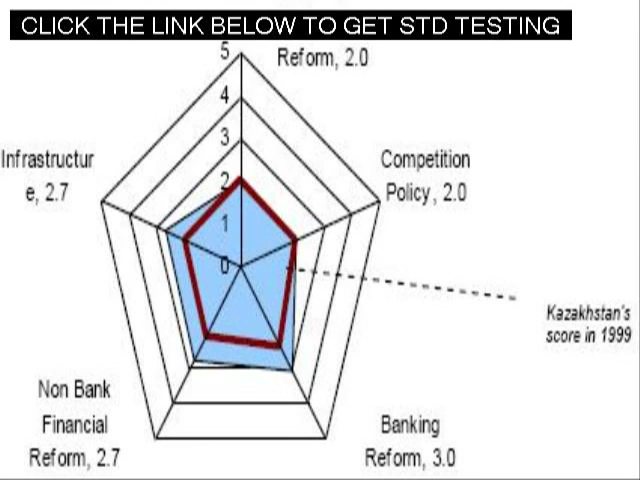 CLICK THE LINK BELOW TO GET STD TESTING
Reform, 2.0
5
4
3
2
1
0
Infrastructur
e, 2.7
Competition
Policy, 2.0
Kazakhstan's
score in 1999
Non Bank
Financial
Reform, 2.7
Banking
Reform, 3.0